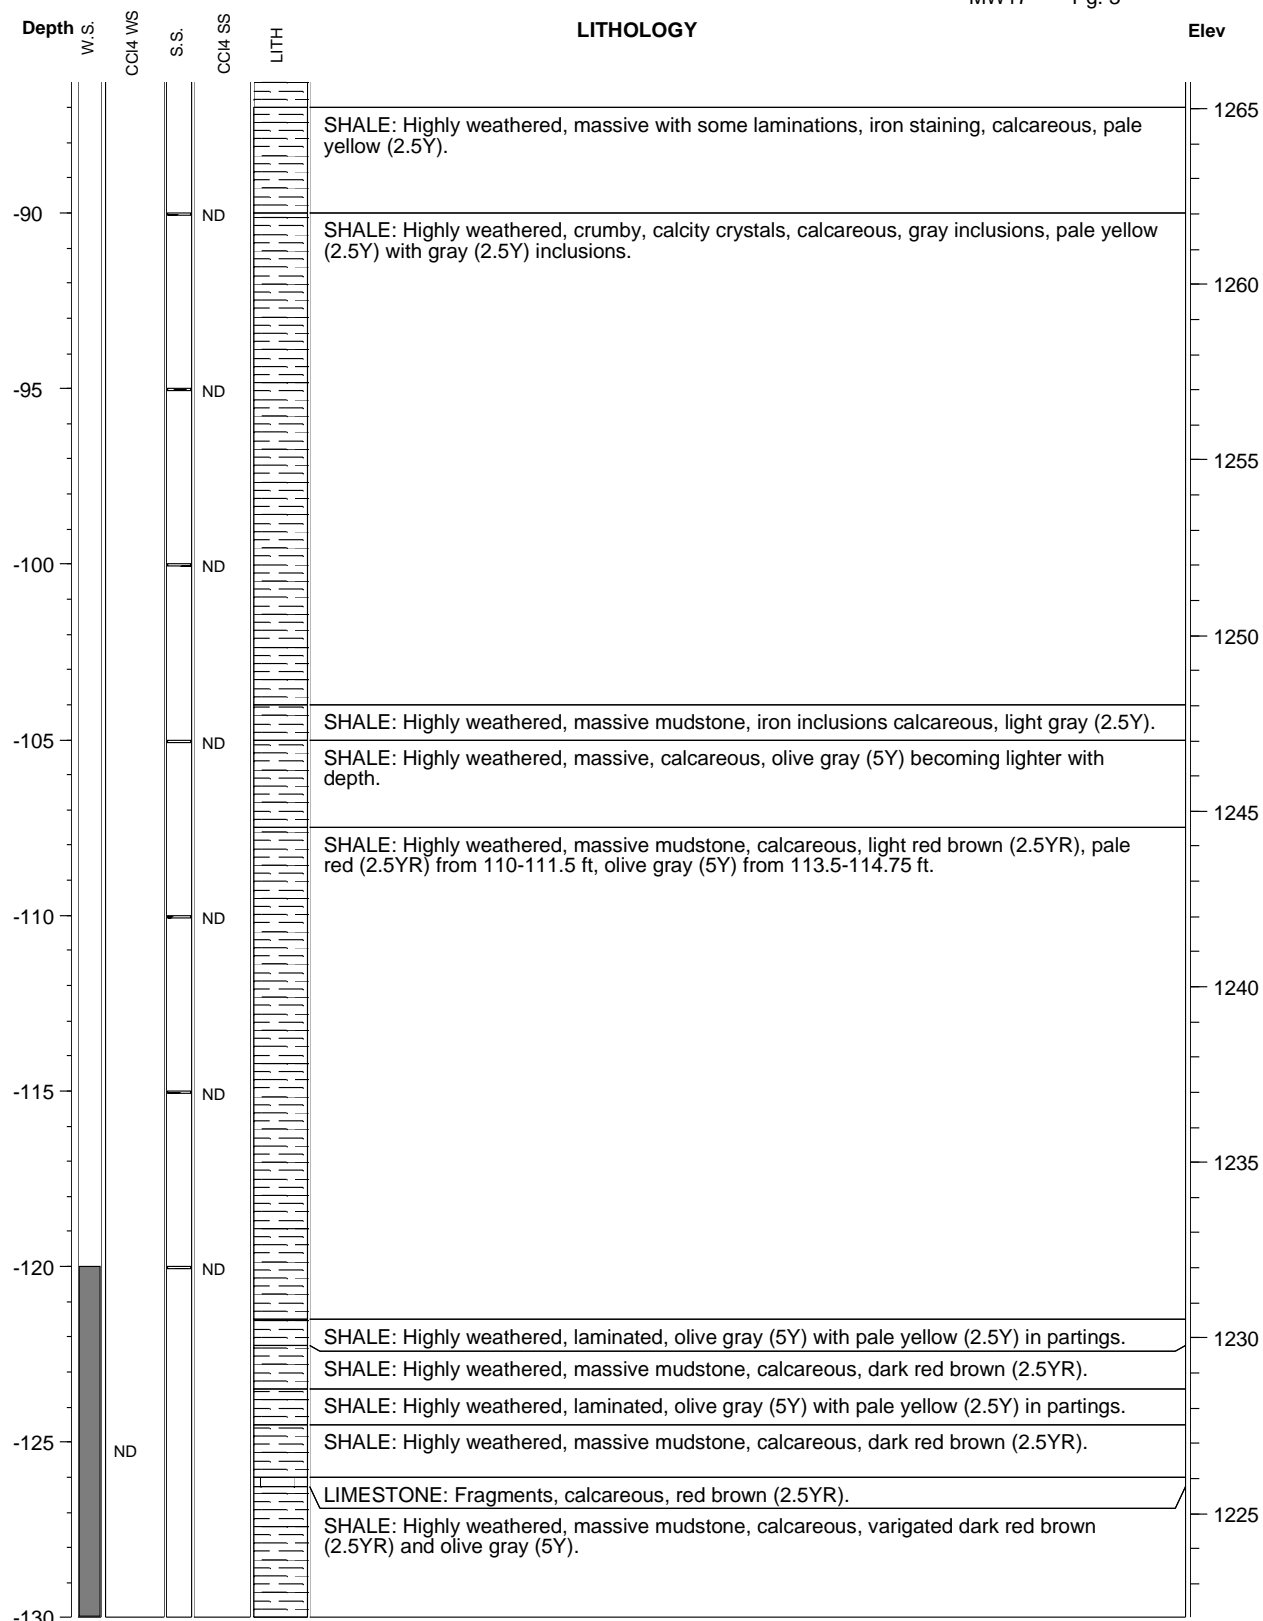 MW17 Pg. 3
Depth W.S. CCl4 WS S.S. CCl4 SS LITH LITHOLOGY Elev
1265
SHALE: Highly weathered, massive with some laminations, iron staining, calcareous, pale
yellow (2.5Y).
-90 ND
SHALE: Highly weathered, crumby, calcity crystals, calcareous, gray inclusions, pale yellow
(2.5Y) with gray (2.5Y) inclusions.
1260
-95 ND
1255
-100 ND
1250
SHALE: Highly weathered, massive mudstone, iron inclusions calcareous, light gray (2.5Y).
-105 ND
SHALE: Highly weathered, massive, calcareous, olive gray (5Y) becoming lighter with
depth.
1245
SHALE: Highly weathered, massive mudstone, calcareous, light red brown (2.5YR), pale
red (2.5YR) from 110-111.5 ft, olive gray (5Y) from 113.5-114.75 ft.
-110 ND
1240
-115 ND
1235
-120 ND
SHALE: Highly weathered, laminated, olive gray (5Y) with pale yellow (2.5Y) in partings.
1230
SHALE: Highly weathered, massive mudstone, calcareous, dark red brown (2.5YR).
SHALE: Highly weathered, laminated, olive gray (5Y) with pale yellow (2.5Y) in partings.
-125 ND
SHALE: Highly weathered, massive mudstone, calcareous, dark red brown (2.5YR).
LIMESTONE: Fragments, calcareous, red brown (2.5YR).
1225
SHALE: Highly weathered, massive mudstone, calcareous, varigated dark red brown
(2.5YR) and olive gray (5Y).
-130